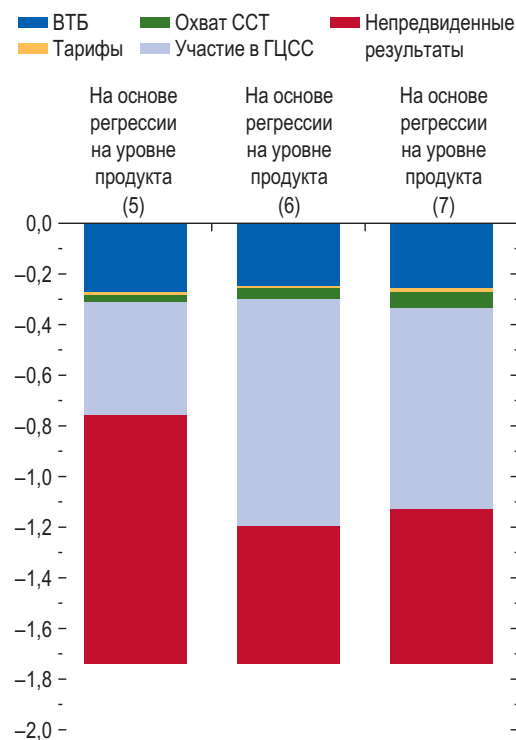 ВТБ
Охват ССТ
Непредвиденные
результаты
Тарифы
Участие в ГЦСС
На основе
регрессии
на уровне
продукта
(5)
На основе
регрессии
на уровне
продукта
(6)
На основе
регрессии
на уровне
продукта
(7)
0,0
–0,2
–0,4
–0,6
–0,8
–1,0
–1,2
–1,4
–1,6
–1,8
–2,0